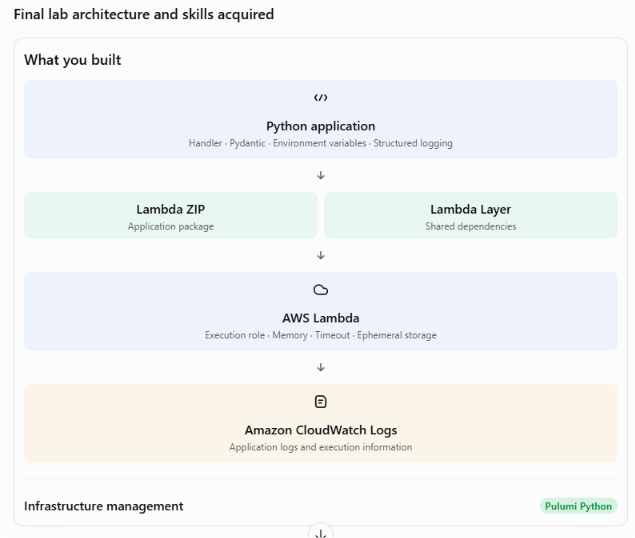 Final lab architecture and skills acquired
What you built
Python application
Handler · Pydantic · Environment variables · Structured logging
Lambda ZIP
Application package
Lambda Layer
Shared dependencies
AWS Lambda
Execution role · Memory · Timeout · Ephemeral storage
Amazon CloudWatch Logs
Application logs and execution information
Infrastructure management
Pulumi Python